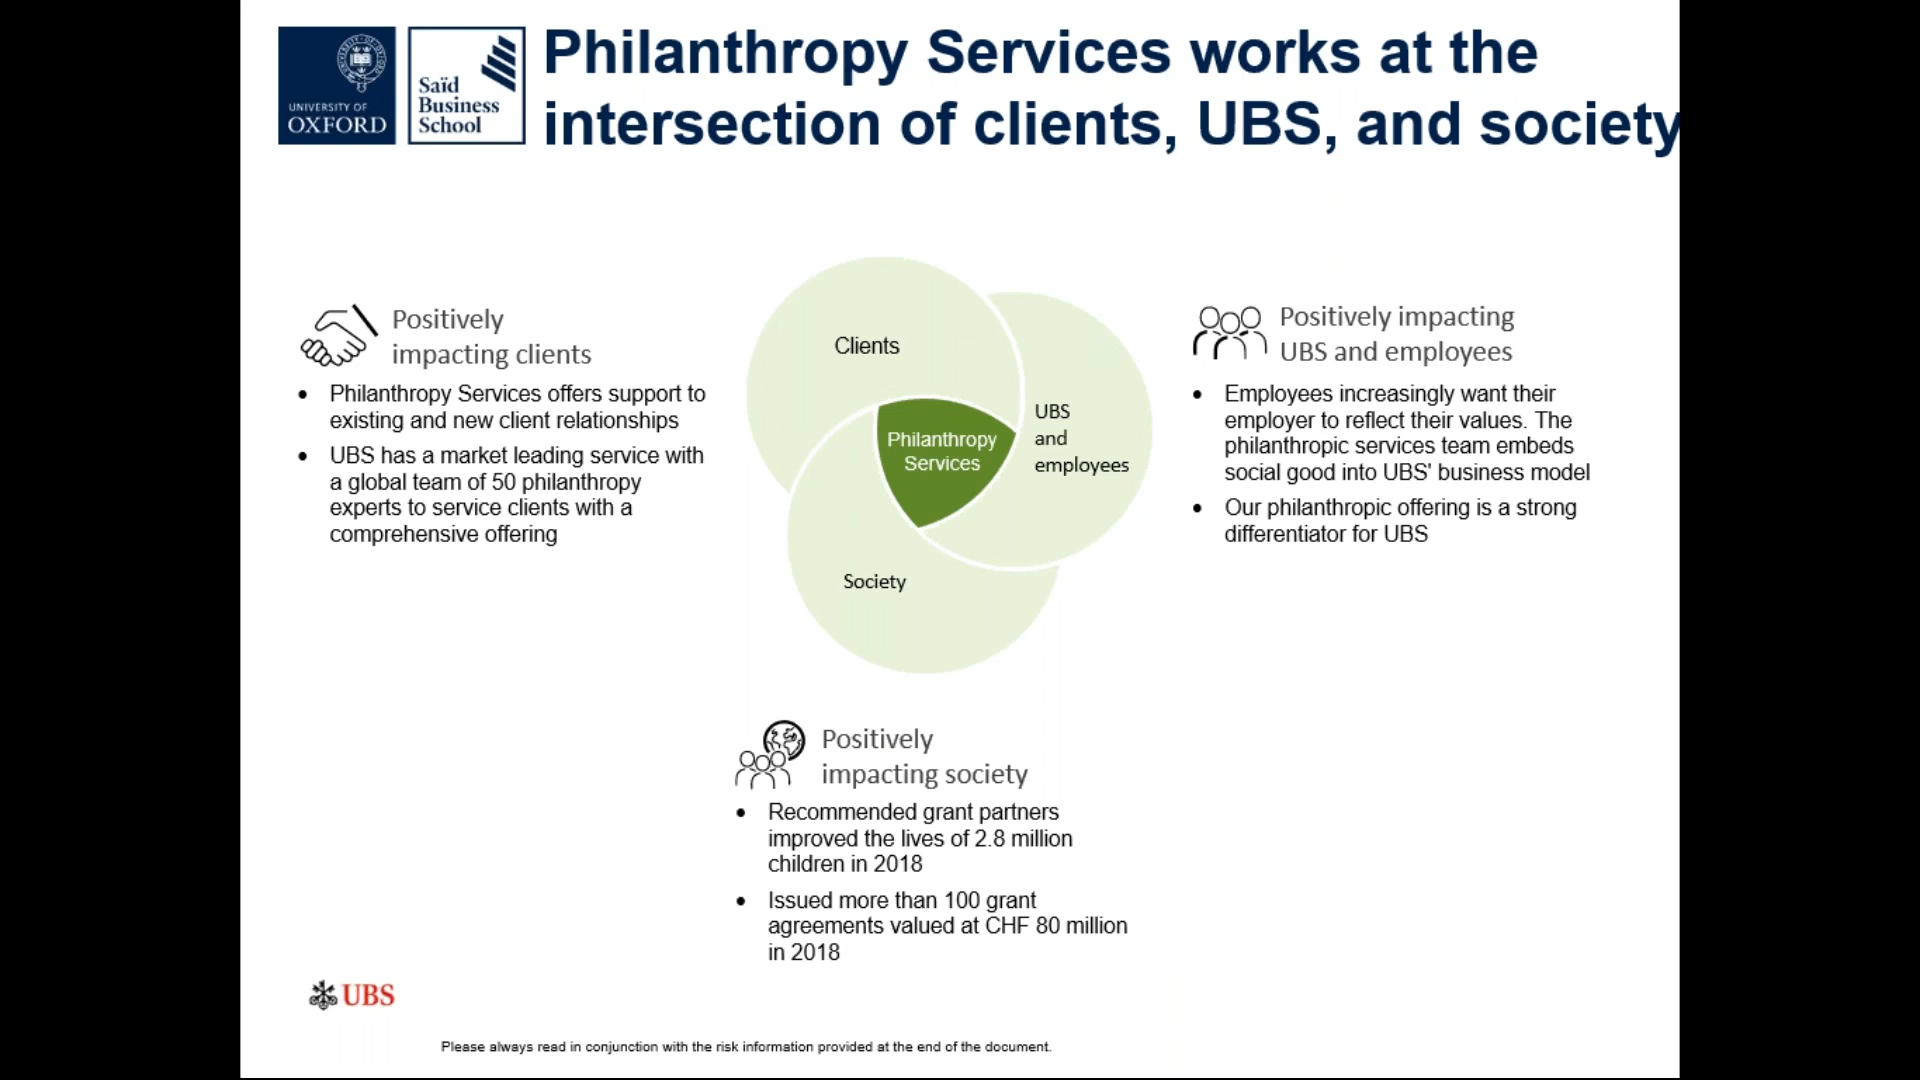 UNIVERSITY OF
OXFORD
Saïd
Business
School
Philanthropy Services works at the
intersection of clients, UBS, and society
Positively
impacting clients
• Philanthropy Services offers support to
existing and new client relationships
• UBS has a market leading service with
a global team of 50 philanthropy
experts to service clients with a
comprehensive offering
Clients
UBS
and
employees
Philanthropy
Services
Society
Positively impacting
UBS and employees
• Employees increasingly want their
employer to reflect their values. The
philanthropic services team embeds
social good into UBS' business model
• Our philanthropic offering is a strong
differentiator for UBS
Positively
impacting society
• Recommended grant partners
improved the lives of 2.8 million
children in 2018
• Issued more than 100 grant
agreements valued at CHF 80 million
in 2018
UBS
Please always read in conjunction with the risk information provided at the end of the document.